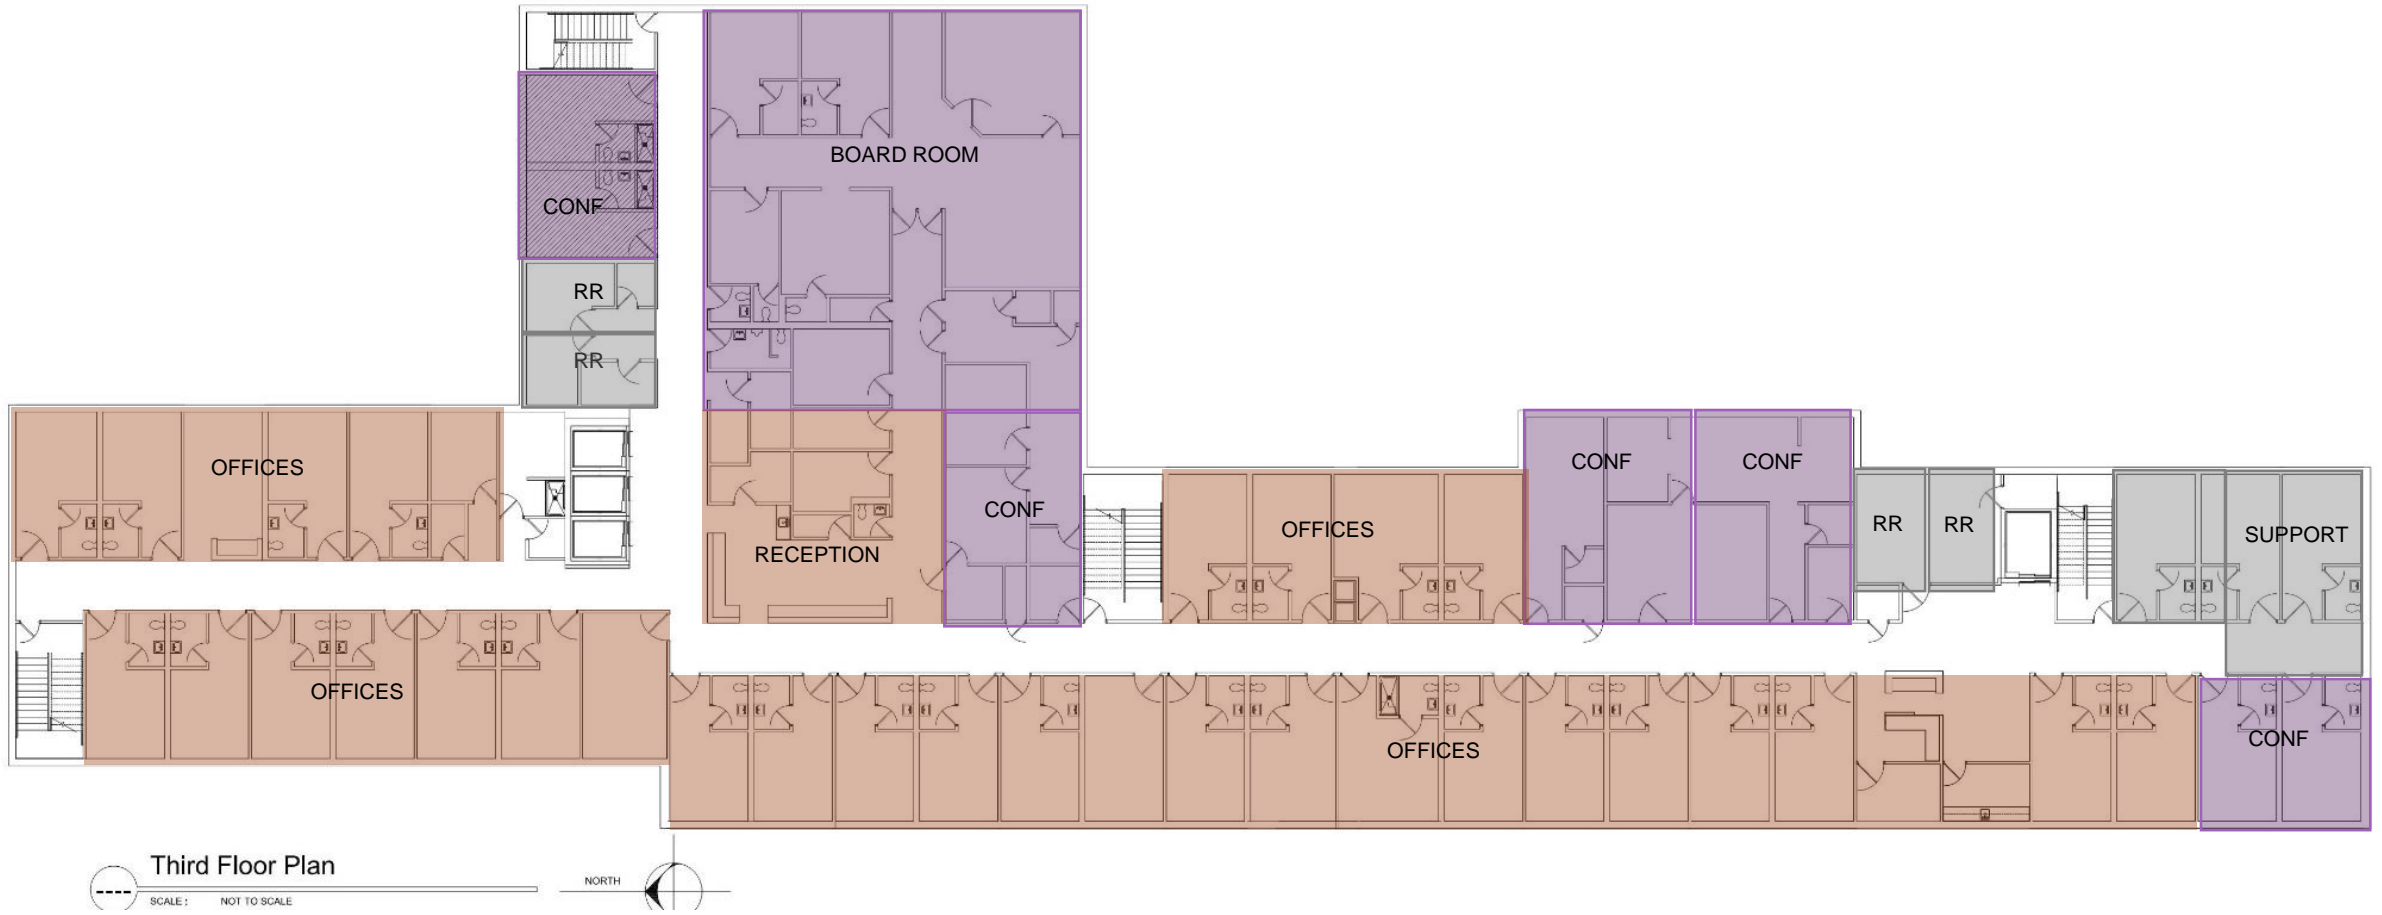 BOARD ROOM
CONF
RR
RR
OFFICES
CONF
CONF
CONF
OFFICES
RR
RR
SUPPORT
RECEPTION
OFFICES
OFFICES
CONF
Third Floor Plan
NORTH
SCALE : NOT TO SCALE